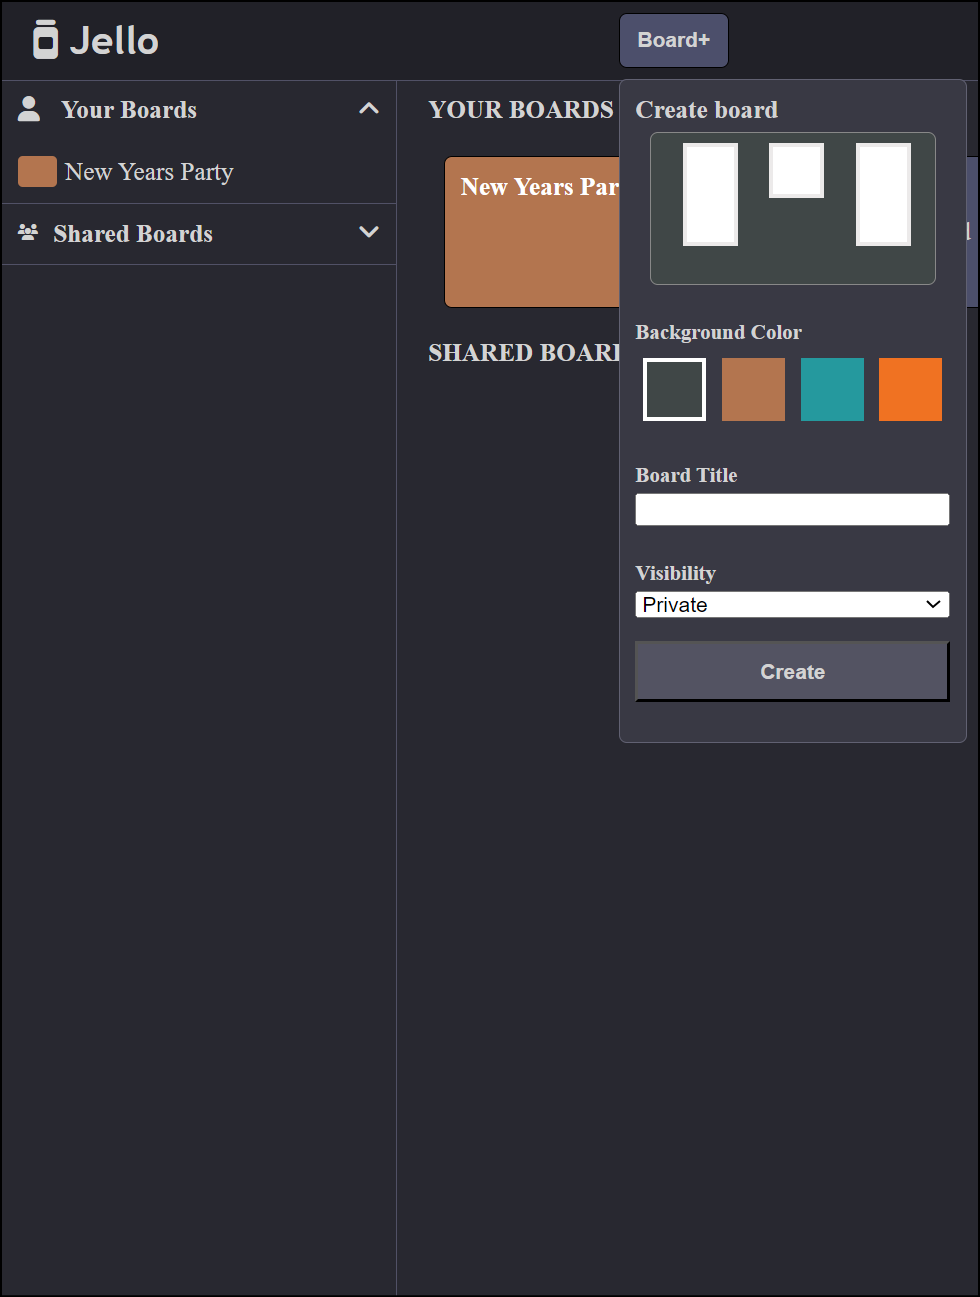 Jello
Board+
Your Boards
New Years Party
Shared Boards
YOUR BOARDS
New Years Par
SHARED BOARD
Create board
Background Color
Board Title
Visibility
Private
Create